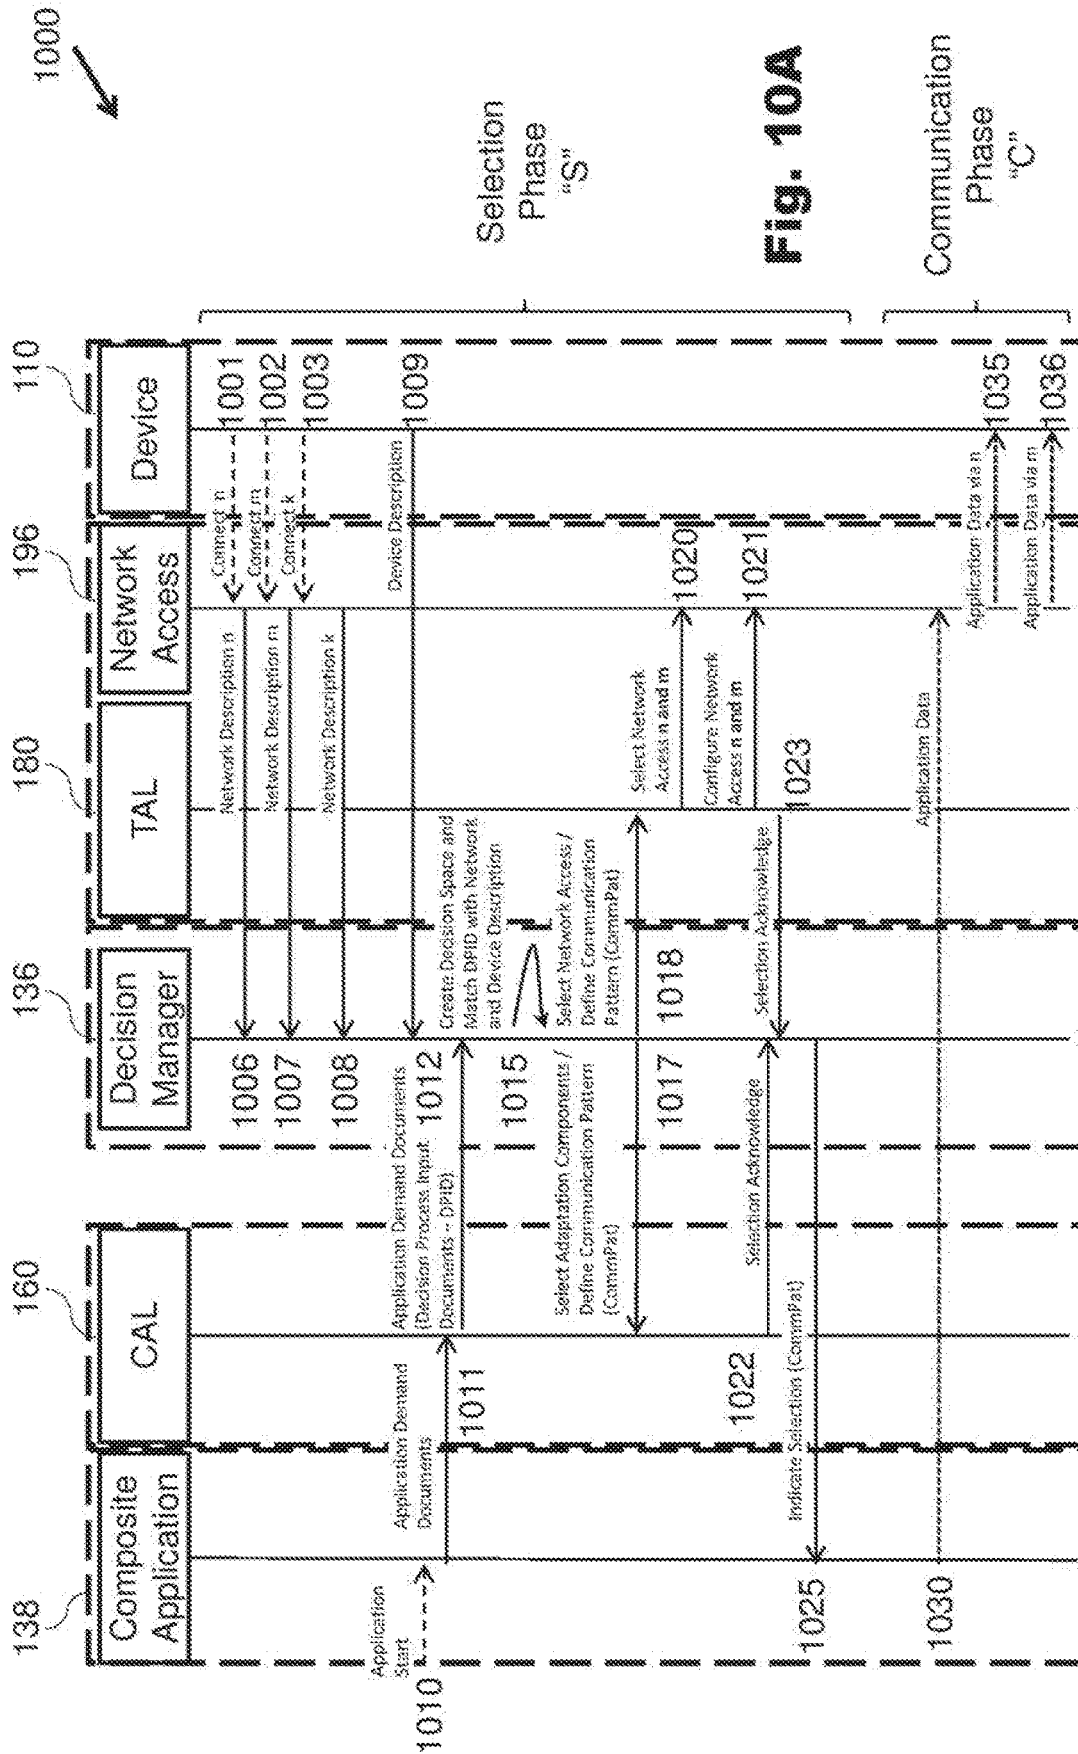 1000
138
160
136
180
196
110
Composite
Application
CAL
Decision
Manager
TAL
Network
Access
Device
Connect n
1001
Connect m
1002
Connect k
1003
Network Description n
1006
Network Description m
1007
Network Description k
1008
Device Description
1009
Application
Start
1010
Application Demand
Documents
1011
Application Demand Documents
(Decision Process Input
Documents - DPID)
1012
Create Decision Space and
Match DPID with Network
and Device Description
1015
Select Adaptation Components /
Define Communication Pattern
(CommPat)
1017
Select Network Access /
Define Communication
Pattern (CommPat)
1018
Select Network
Access n and m
1020
Configure Network
Access n and m
1021
Selection Acknowledge
1022
Selection Acknowledge
1023
Indicate Selection (CommPat)
1025
Application Data
1030
Application Data via n
1035
Application Data via m
1036
Selection
Phase
"S"
Fig. 10A
Communication
Phase
"C"